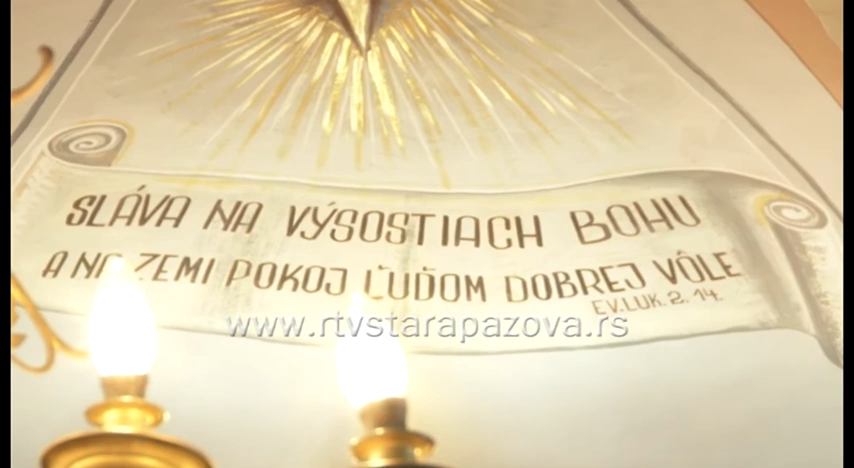 SLÁVA NA VÝSOSTIACH BOHU
A NA ZEMI POKOJ ĽUĎOM DOBREJ VÔLE
EV.LUK. 2. 14.
www.rtvstarapazova.rs